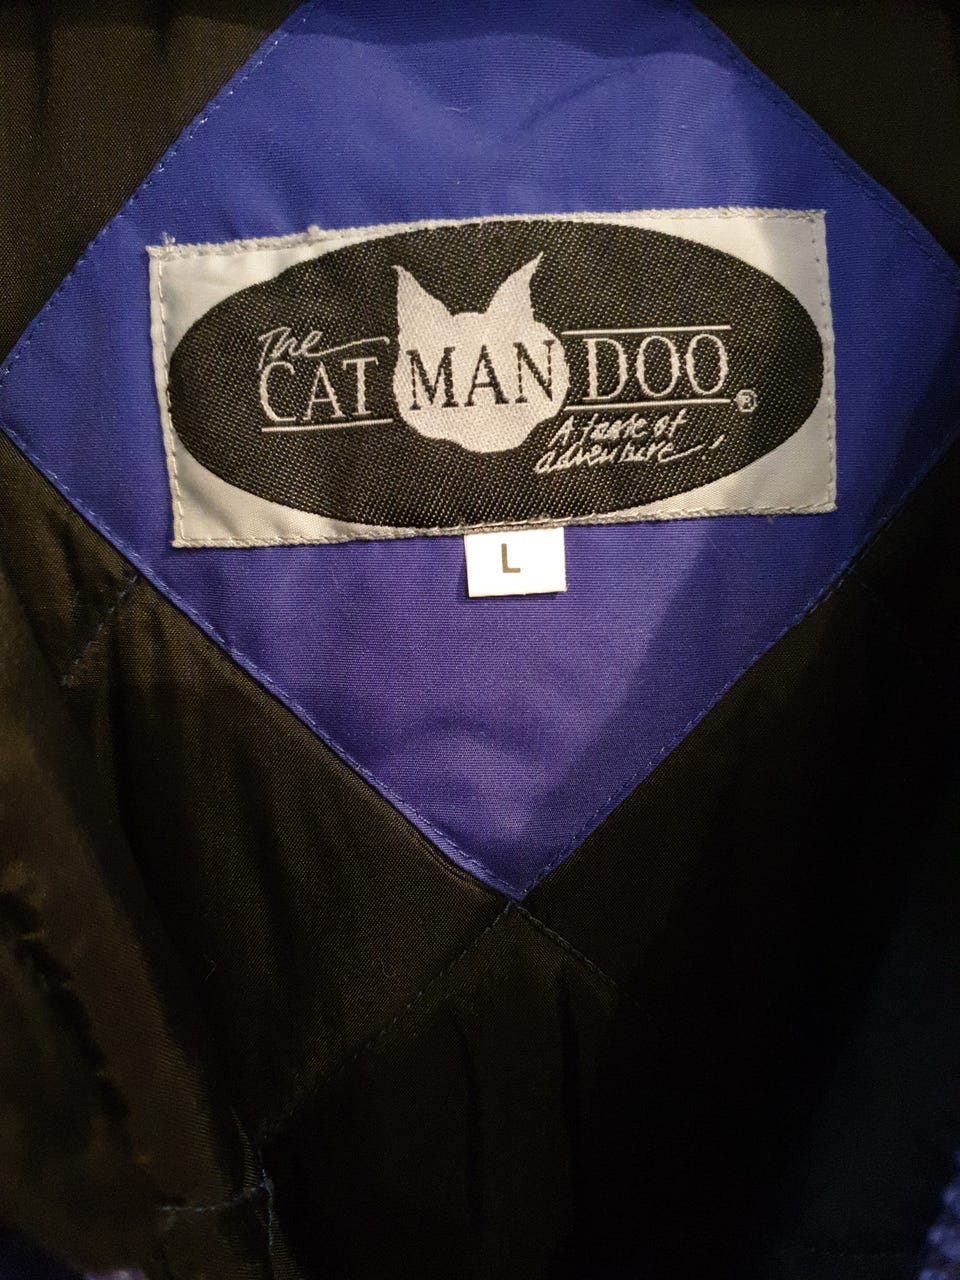 The
CAT MAN DOO ®
A taste of
adventure!
L